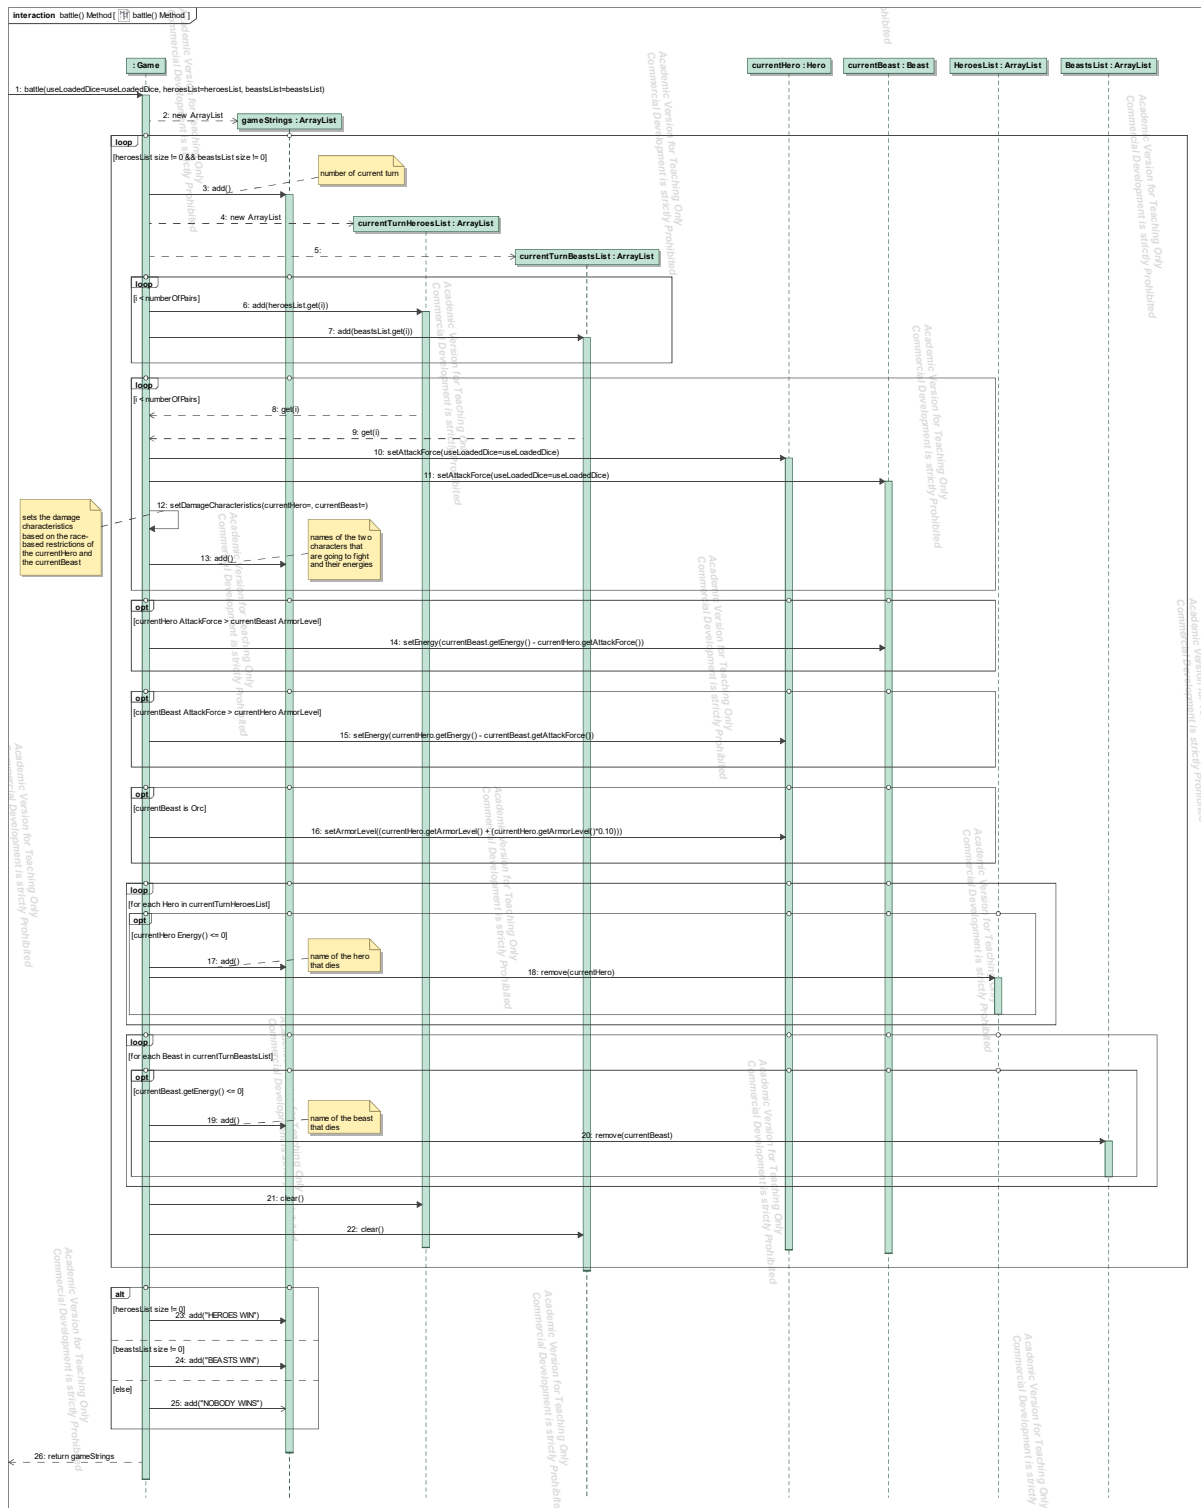 interaction battle() Method [ battle() Method ]
: Game
currentHero : Hero
currentBeast : Beast
HeroesList : ArrayList
BeastsList : ArrayList
1: battle(useLoadedDice=useLoadedDice, heroesList=heroesList, beastsList=beastsList)
2: new ArrayList
gameStrings : ArrayList
loop
[heroesList size != 0 && beastsList size != 0]
number of current turn
3: add()
4: new ArrayList
currentTurnHeroesList : ArrayList
5:
currentTurnBeastsList : ArrayList
loop
[i < numberOfPairs]
6: add(heroesList.get(i))
7: add(beastsList.get(i))
loop
[i < numberOfPairs]
8: get(i)
9: get(i)
10: setAttackForce(useLoadedDice=useLoadedDice)
11: setAttackForce(useLoadedDice=useLoadedDice)
12: setDamageCharacteristics(currentHero=, currentBeast=)
sets the damage
characteristics
based on the race-
based restrictions of
the currentHero and
the currentBeast
names of the two
characters that
are going to fight
and their energies
13: add()
opt
[currentHero AttackForce > currentBeast ArmorLevel]
14: setEnergy(currentBeast.getEnergy() - currentHero.getAttackForce())
opt
[currentBeast AttackForce > currentHero ArmorLevel]
15: setEnergy(currentHero.getEnergy() - currentBeast.getAttackForce())
opt
[currentBeast is Orc]
16: setArmorLevel((currentHero.getArmorLevel() + (currentHero.getArmorLevel()*0.10)))
loop
[for each Hero in currentTurnHeroesList]
opt
[currentHero Energy() <= 0]
name of the hero
that dies
17: add()
18: remove(currentHero)
loop
[for each Beast in currentTurnBeastsList]
opt
[currentBeast.getEnergy() <= 0]
name of the beast
that dies
19: add()
20: remove(currentBeast)
21: clear()
22: clear()
alt
[heroesList size != 0]
23: add("HEROES WIN")
[beastsList size != 0]
24: add("BEASTS WIN")
[else]
25: add("NOBODY WINS")
26: return gameStrings
Academic Version for Teaching Only
Commercial Development is strictly Prohibited